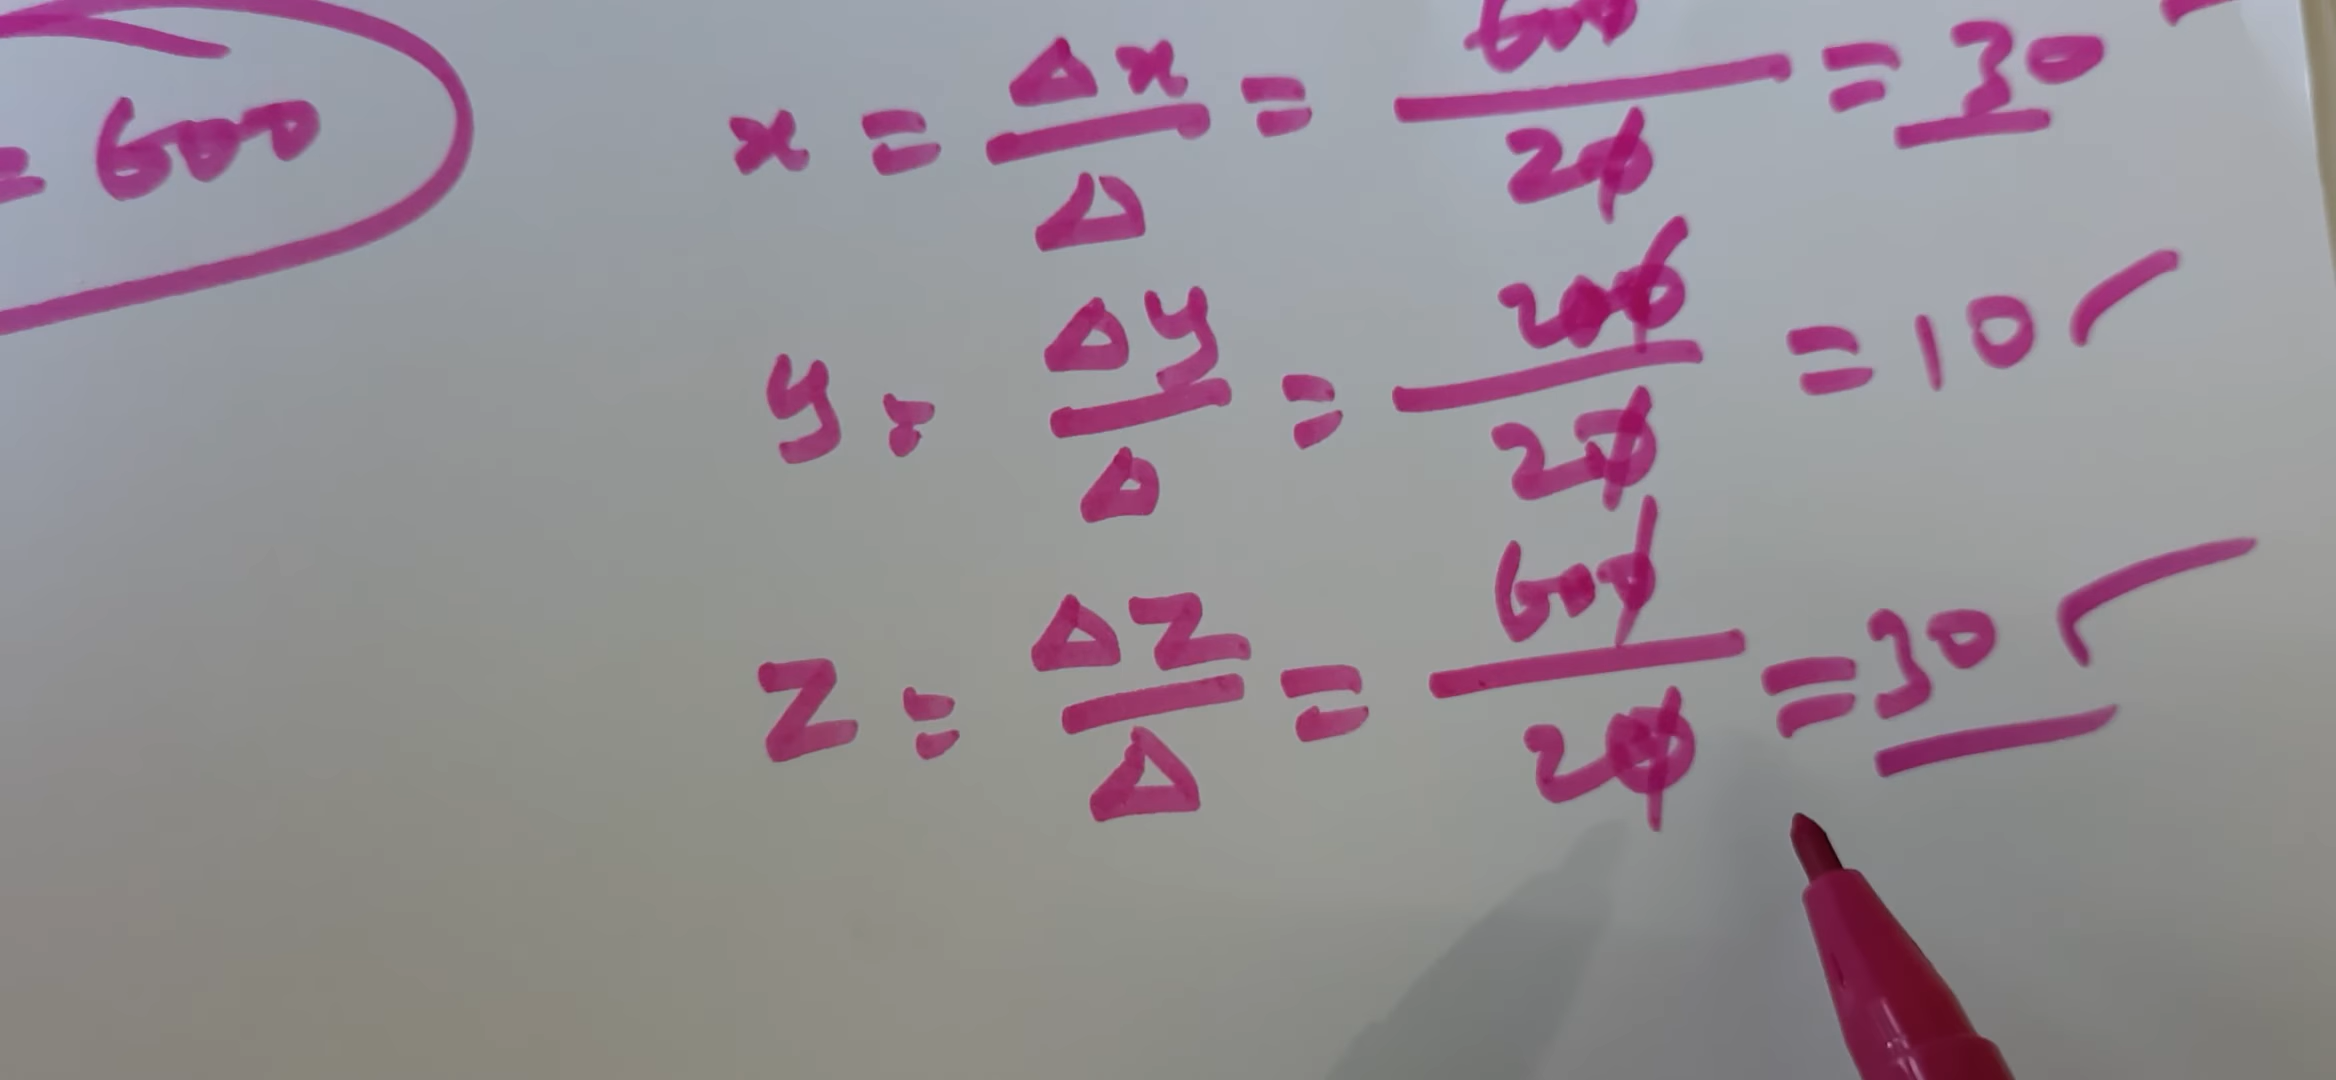 = 600
x = Δx/Δ = 600/20 = 30
y = Δy/Δ = 200/20 = 10
z = Δz/Δ = 600/20 = 30